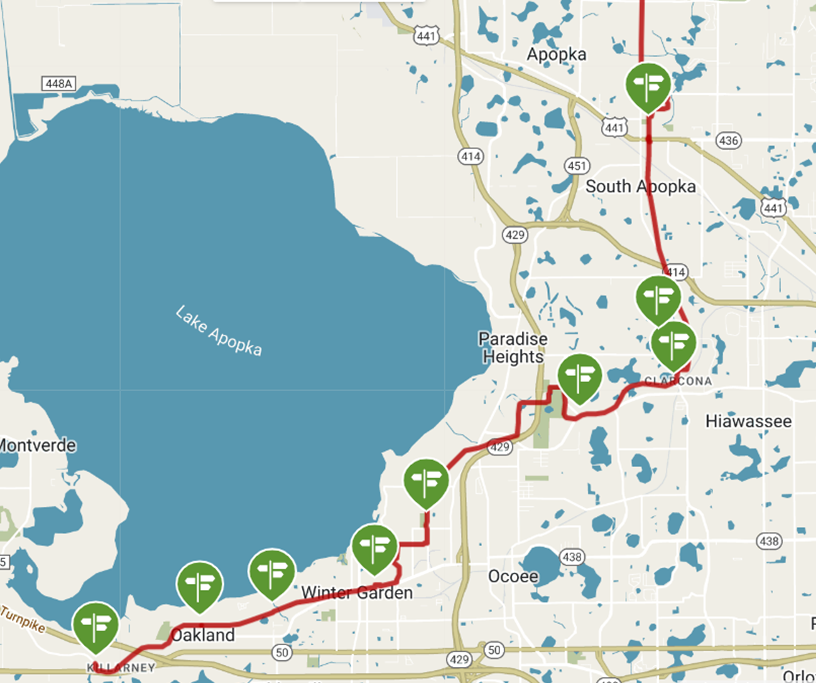 441
Apopka
448A
441
436
414
451
South Apopka
441
429
414
Lake Apopka
Paradise
Heights
CLARCONA
Hiawassee
429
Montverde
438
438
Ocoee
Winter Garden
Turnpike
Oakland
50
50
429
KILLARNEY